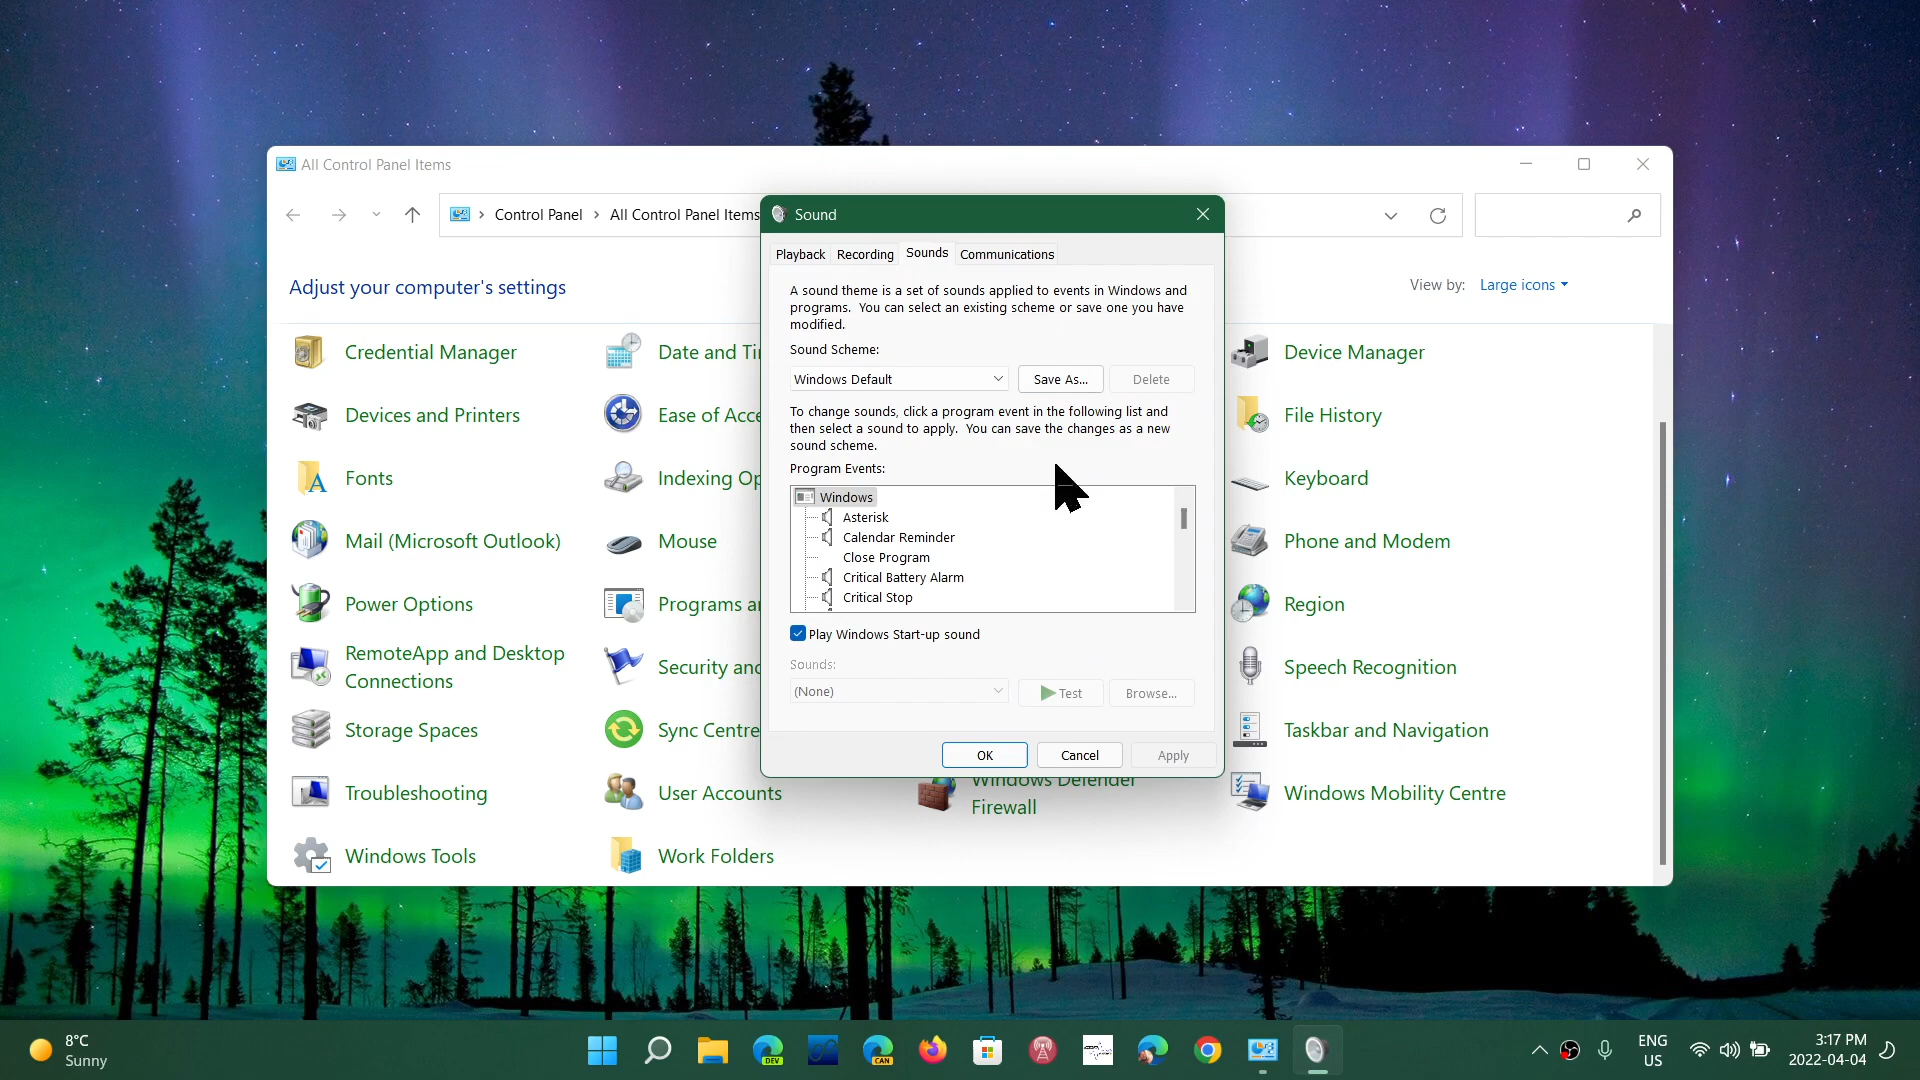 All Control Panel Items
Control Panel
All Control Panel Items
Sound
Playback
Recording
Sounds
Communications
Adjust your computer's settings
View by:
Large icons
A sound theme is a set of sounds applied to events in Windows and
programs. You can select an existing scheme or save one you have
modified.
Sound Scheme:
Windows Default
Save As...
Delete
To change sounds, click a program event in the following list and
then select a sound to apply. You can save the changes as a new
sound scheme.
Program Events:
Windows
Asterisk
Calendar Reminder
Close Program
Critical Battery Alarm
Critical Stop
Play Windows Start-up sound
Sounds:
(None)
Test
Browse...
OK
Cancel
Apply
Credential Manager
Date and Ti
Device Manager
Devices and Printers
Ease of Acce
File History
Fonts
Indexing Op
Keyboard
Mail (Microsoft Outlook)
Mouse
Phone and Modem
Power Options
Programs an
Region
RemoteApp and Desktop
Connections
Security and
Speech Recognition
Storage Spaces
Sync Centre
Taskbar and Navigation
Troubleshooting
User Accounts
Windows Defender
Firewall
Windows Mobility Centre
Windows Tools
Work Folders
8°C
Sunny
DEV
CAN
ENG
US
3:17 PM
2022-04-04